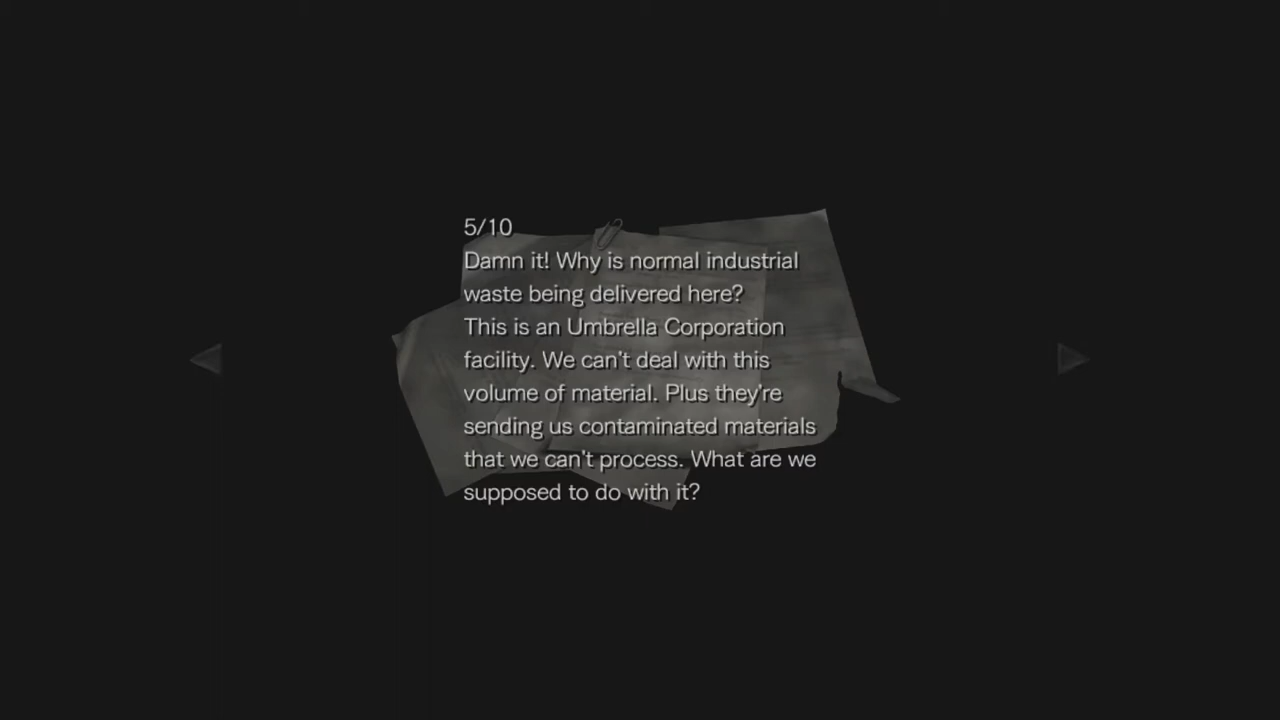 5/10
Damn it! Why is normal industrial
waste being delivered here?
This is an Umbrella Corporation
facility. We can't deal with this
volume of material. Plus they're
sending us contaminated materials
that we can't process. What are we
supposed to do with it?